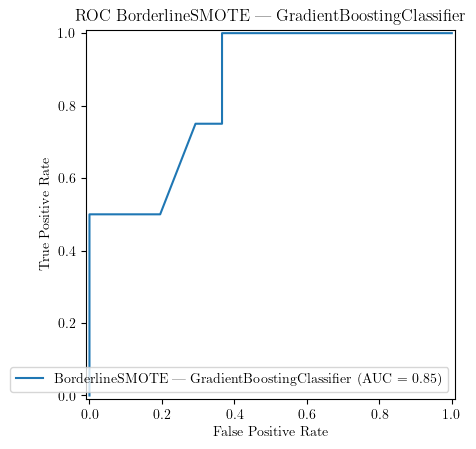 ROC BorderlineSMOTE — GradientBoostingClassifier
True Positive Rate
1.0
0.8
0.6
0.4
0.2
0.0
BorderlineSMOTE — GradientBoostingClassifier (AUC = 0.85)
0.0 0.2 0.4 0.6 0.8 1.0
False Positive Rate